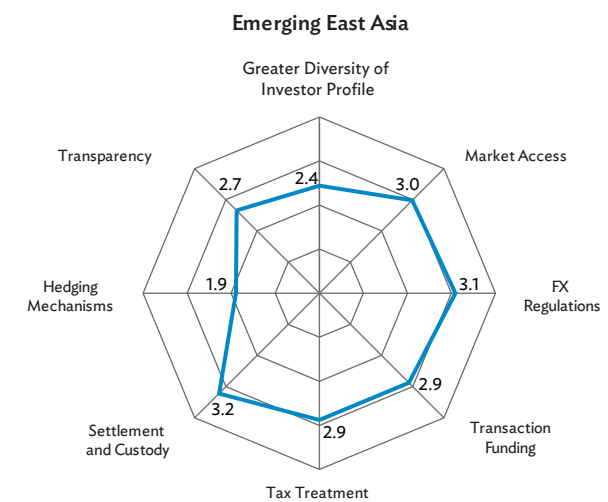 Emerging East Asia
Greater Diversity of
Investor Profile
Transparency
Market Access
2.7
2.4
3.0
Hedging
Mechanisms
1.9
3.1
FX
Regulations
2.9
3.2
2.9
Settlement
and Custody
Transaction
Funding
Tax Treatment